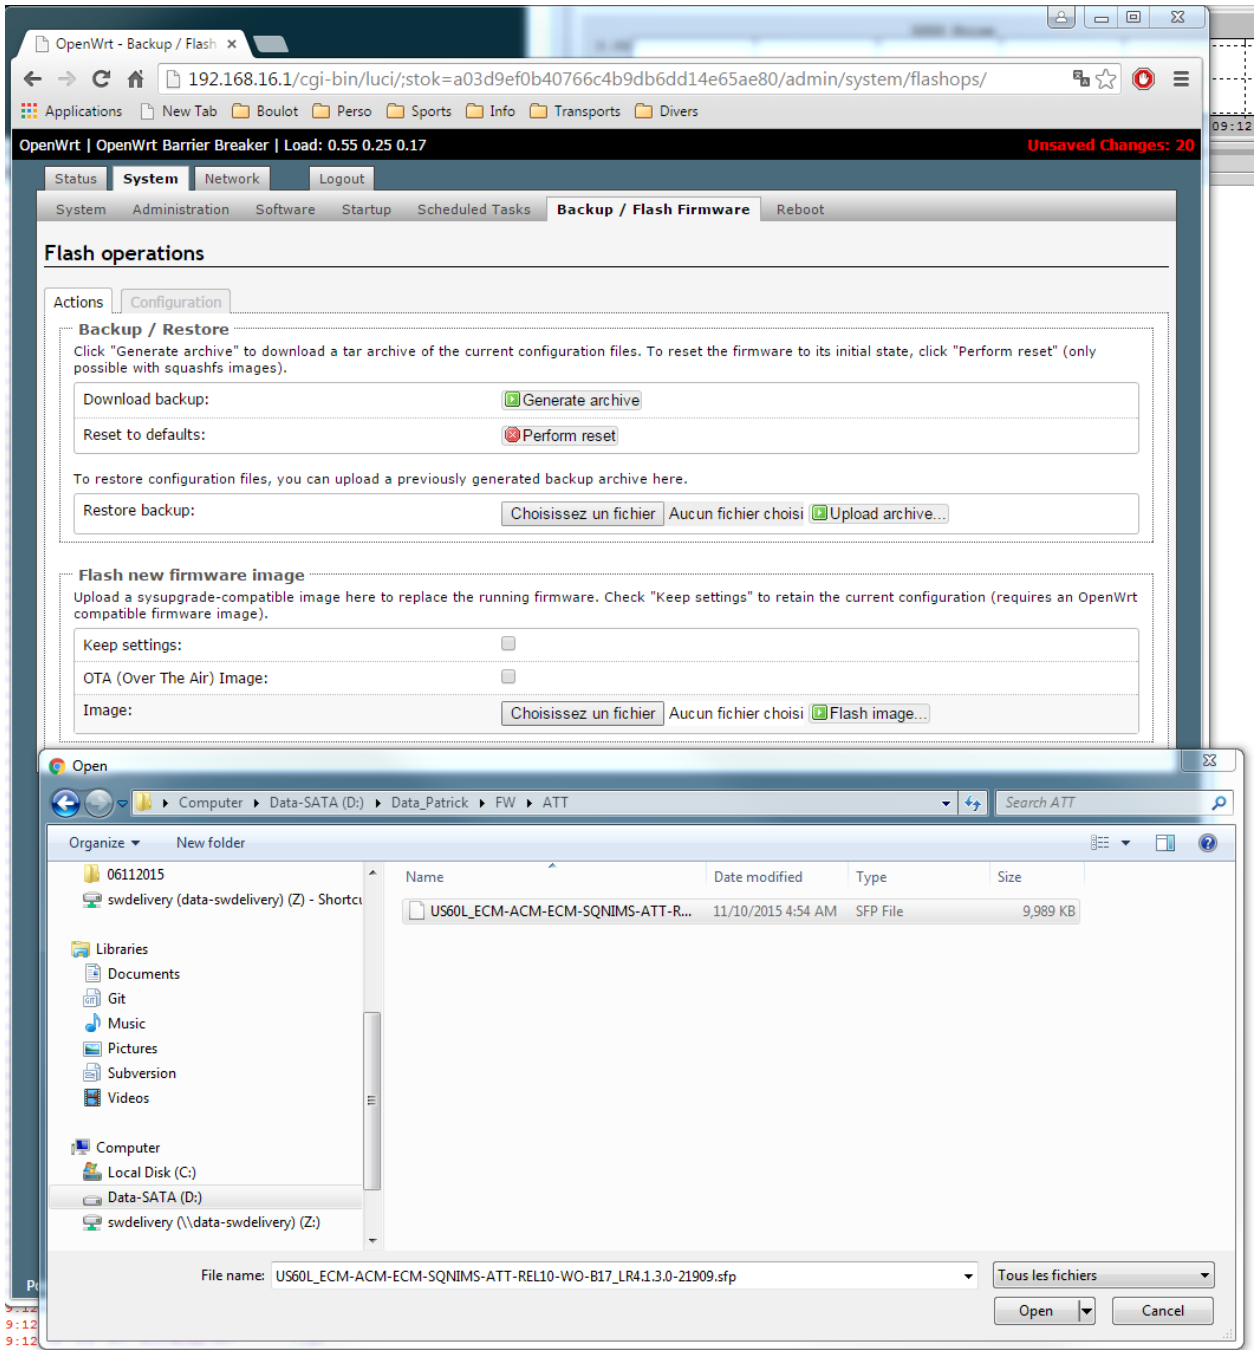 OpenWrt - Backup / Flash
192.168.16.1/cgi-bin/luci/;stok=a03d9ef0b40766c4b9db6dd14e65ae80/admin/system/flashops/
Applications New Tab Boulot Perso Sports Info Transports Divers
09:12
OpenWrt | OpenWrt Barrier Breaker | Load: 0.55 0.25 0.17 Unsaved Changes: 20
Status System Network Logout
System Administration Software Startup Scheduled Tasks Backup / Flash Firmware Reboot
Flash operations
Actions Configuration
Backup / Restore
Click "Generate archive" to download a tar archive of the current configuration files. To reset the firmware to its initial state, click "Perform reset" (only
possible with squashfs images).
Download backup: Generate archive
Reset to defaults: Perform reset
To restore configuration files, you can upload a previously generated backup archive here.
Restore backup: Choisissez un fichier Aucun fichier choisi Upload archive...
Flash new firmware image
Upload a sysupgrade-compatible image here to replace the running firmware. Check "Keep settings" to retain the current configuration (requires an OpenWrt
compatible firmware image).
Keep settings:
OTA (Over The Air) Image:
Image: Choisissez un fichier Aucun fichier choisi Flash image...
Open
Computer Data-SATA (D:) Data_Patrick FW ATT Search ATT
Organize New folder
06112015
swdelivery (data-swdelivery) (Z) - Shortcu
Libraries
Documents
Git
Music
Pictures
Subversion
Videos
Computer
Local Disk (C:)
Data-SATA (D:)
swdelivery (\\data-swdelivery) (Z:)
Name Date modified Type Size
US60L_ECM-ACM-ECM-SQNIMS-ATT-R... 11/10/2015 4:54 AM SFP File 9,989 KB
File name: US60L_ECM-ACM-ECM-SQNIMS-ATT-REL10-WO-B17_LR4.1.3.0-21909.sfp Tous les fichiers
Open Cancel
Po
9:12
9:12
9:12